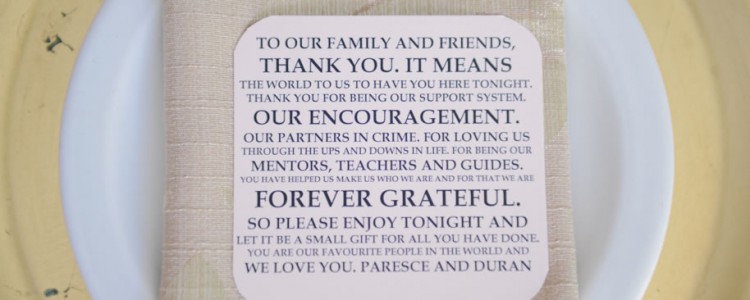 TO OUR FAMILY AND FRIENDS,
THANK YOU. IT MEANS
THE WORLD TO US TO HAVE YOU HERE TONIGHT.
THANK YOU FOR BEING OUR SUPPORT SYSTEM.
OUR ENCOURAGEMENT.
OUR PARTNERS IN CRIME. FOR LOVING US
THROUGH THE UPS AND DOWNS IN LIFE. FOR BEING OUR
MENTORS, TEACHERS AND GUIDES.
YOU HAVE HELPED US MAKE US WHO WE ARE AND FOR THAT WE ARE
FOREVER GRATEFUL.
SO PLEASE ENJOY TONIGHT AND
LET IT BE A SMALL GIFT FOR ALL YOU HAVE DONE.
YOU ARE OUR FAVOURITE PEOPLE IN THE WORLD AND
WE LOVE YOU. PARESCE AND DURAN